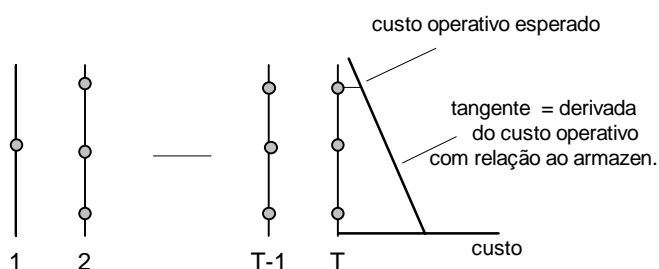 custo operativo esperado
tangente = derivada
do custo operativo
com relação ao armazen.
custo
1 2 T-1 T